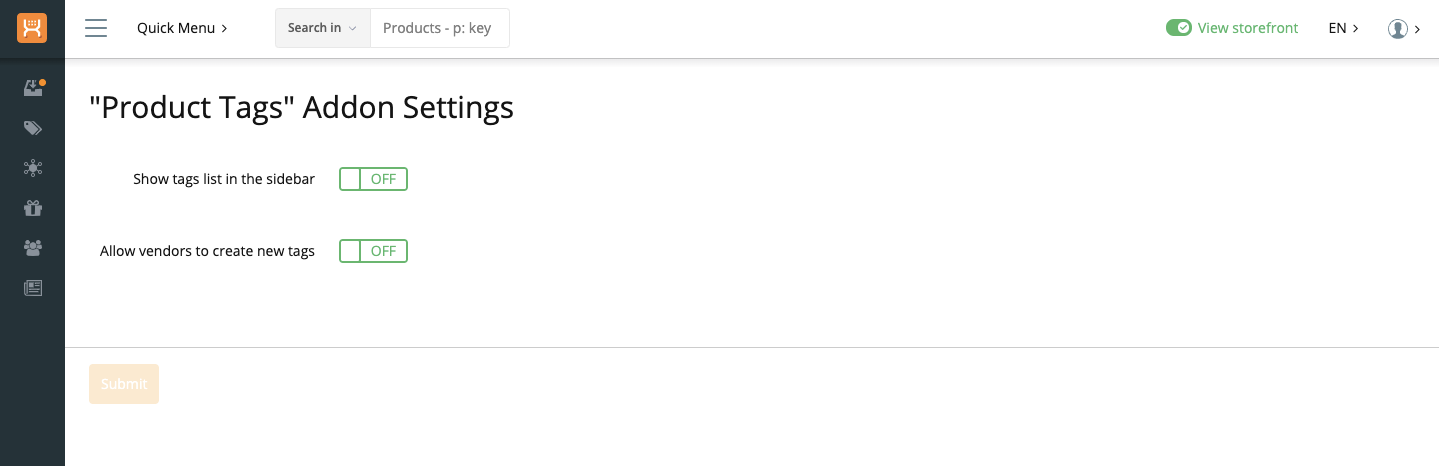 Quick Menu
Search in
Products - p: key
View storefront
EN
"Product Tags" Addon Settings
Show tags list in the sidebar
OFF
Allow vendors to create new tags
OFF
Submit